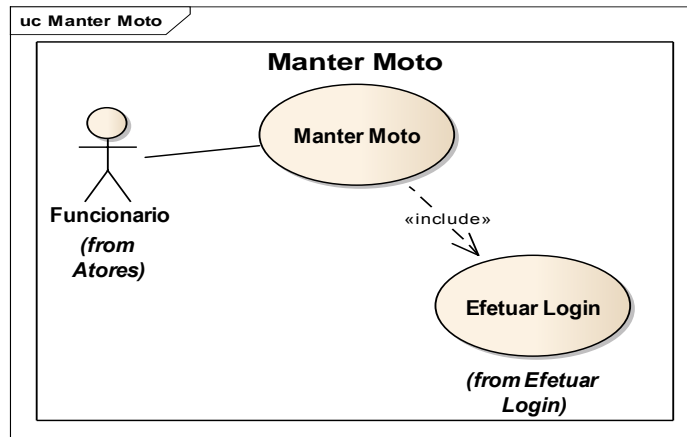 uc Manter Moto
Manter Moto
Manter Moto
Funcionario
(from
Atores)
«include»
Efetuar Login
(from Efetuar
Login)